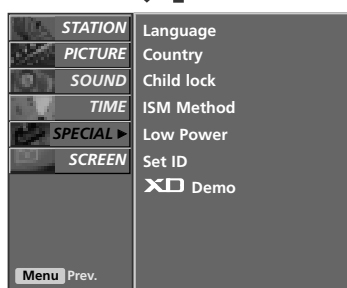 STATION
PICTURE
SOUND
TIME
SPECIAL ►
SCREEN
Menu Prev.
Language
Country
Child lock
ISM Method
Low Power
Set ID
XD Demo